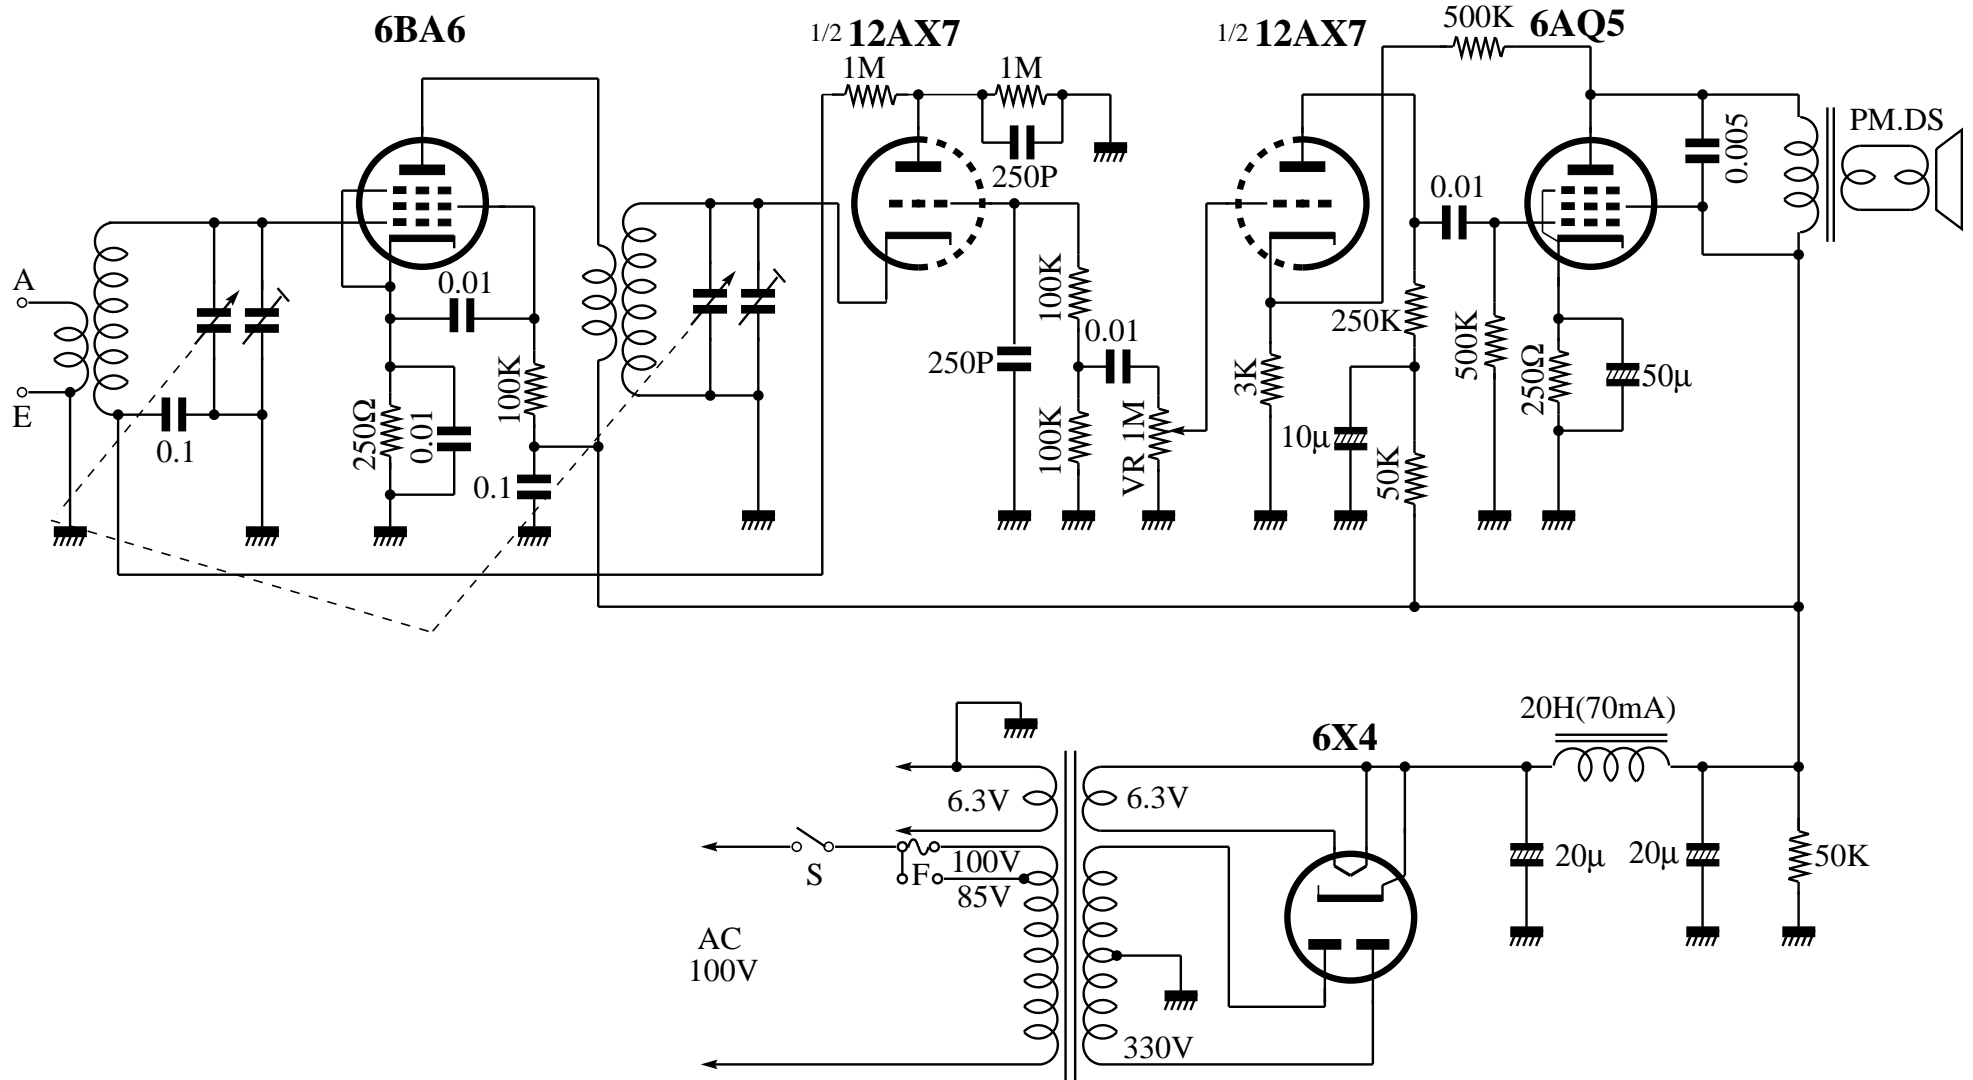 6BA6
1/2 12AX7
1/2 12AX7
500K
6AQ5
1M
1M
250P
PM.DS
0.005
0.01
A
E
0.01
0.1
250Ω
0.01
100K
0.1
250P
100K
0.01
100K
VR 1M
3K
250K
10µ
50K
500K
250Ω
50µ
20H(70mA)
6X4
6.3V
6.3V
S
F
100V
85V
AC
100V
330V
20µ
20µ
50K